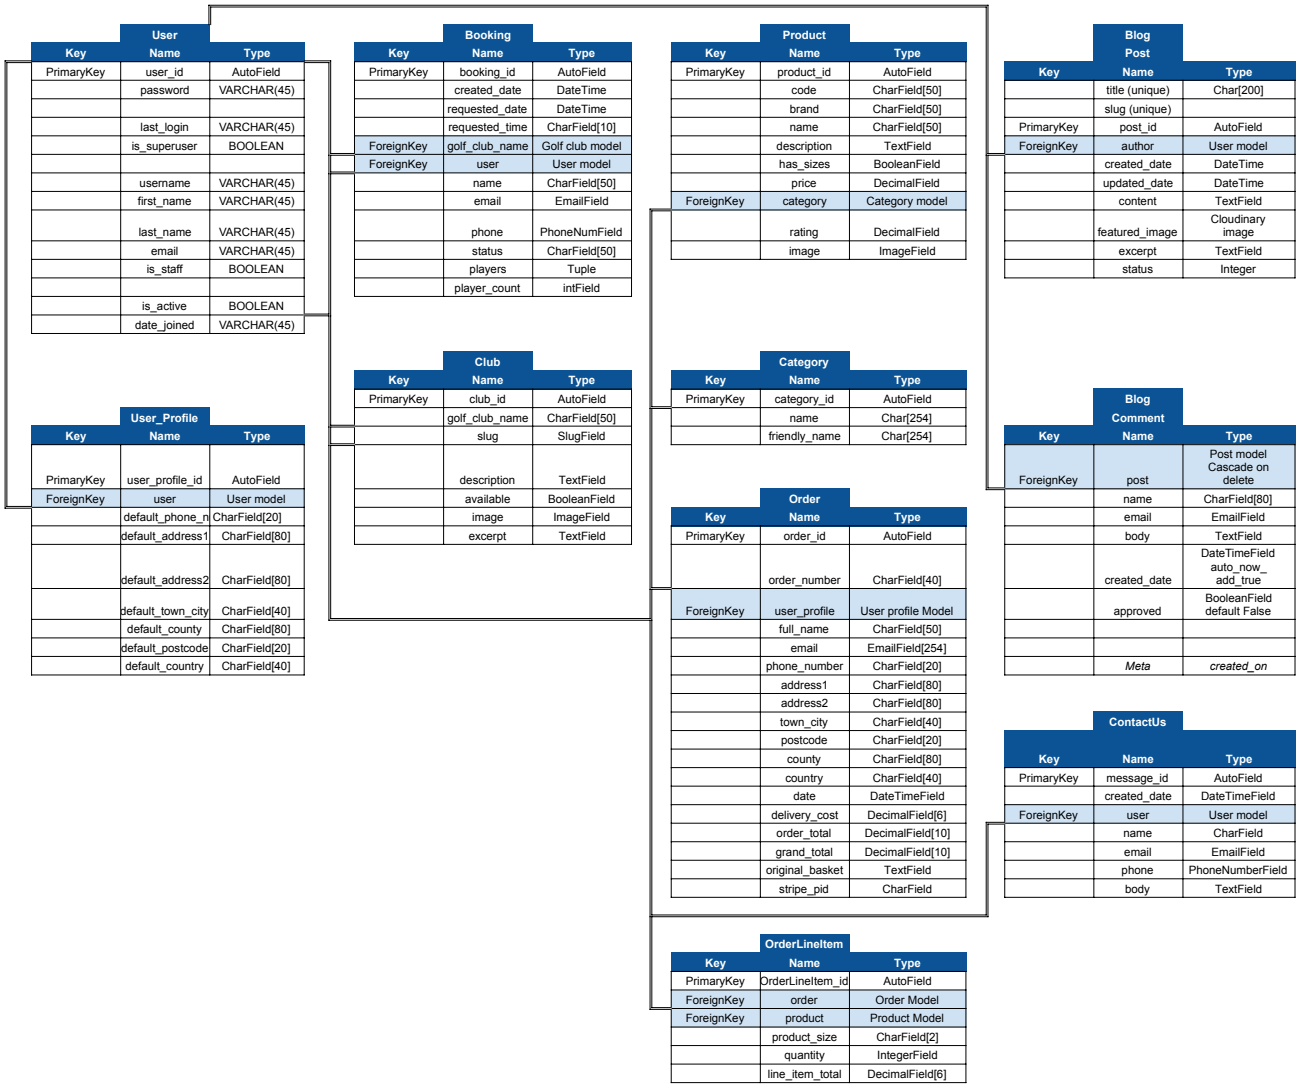 User
Key Name Type
PrimaryKey user_id AutoField
password VARCHAR(45)
last_login VARCHAR(45)
is_superuser BOOLEAN
username VARCHAR(45)
first_name VARCHAR(45)
last_name VARCHAR(45)
email VARCHAR(45)
is_staff BOOLEAN
is_active BOOLEAN
date_joined VARCHAR(45)
User_Profile
Key Name Type
PrimaryKey user_profile_id AutoField
ForeignKey user User model
default_phone_n CharField[20]
default_address1 CharField[80]
default_address2 CharField[80]
default_town_city CharField[40]
default_county CharField[80]
default_postcode CharField[20]
default_country CharField[40]
Booking
Key Name Type
PrimaryKey booking_id AutoField
created_date DateTime
requested_date DateTime
requested_time CharField[10]
ForeignKey golf_club_name Golf club model
ForeignKey user User model
name CharField[50]
email EmailField
phone PhoneNumField
status CharField[50]
players Tuple
player_count intField
Club
Key Name Type
PrimaryKey club_id AutoField
golf_club_name CharField[50]
slug SlugField
description TextField
available BooleanField
image ImageField
excerpt TextField
Product
Key Name Type
PrimaryKey product_id AutoField
code CharField[50]
brand CharField[50]
name CharField[50]
description TextField
has_sizes BooleanField
price DecimalField
ForeignKey category Category model
rating DecimalField
image ImageField
Category
Key Name Type
PrimaryKey category_id AutoField
name Char[254]
friendly_name Char[254]
Order
Key Name Type
PrimaryKey order_id AutoField
order_number CharField[40]
ForeignKey user_profile User profile Model
full_name CharField[50]
email EmailField[254]
phone_number CharField[20]
address1 CharField[80]
address2 CharField[80]
town_city CharField[40]
postcode CharField[20]
county CharField[80]
country CharField[40]
date DateTimeField
delivery_cost DecimalField[6]
order_total DecimalField[10]
grand_total DecimalField[10]
original_basket TextField
stripe_pid CharField
OrderLineItem
Key Name Type
PrimaryKey OrderLineItem_id AutoField
ForeignKey order Order Model
ForeignKey product Product Model
product_size CharField[2]
quantity IntegerField
line_item_total DecimalField[6]
Blog
Post
Key Name Type
title (unique) Char[200]
slug (unique)
PrimaryKey post_id AutoField
ForeignKey author User model
created_date DateTime
updated_date DateTime
content TextField
Cloudinary
featured_image image
excerpt TextField
status Integer
Blog
Comment
Key Name Type
Post model
Cascade on
ForeignKey post delete
name CharField[80]
email EmailField
body TextField
DateTimeField
auto_now_
created_date add_true
BooleanField
approved default False
Meta created_on
ContactUs
Key Name Type
PrimaryKey message_id AutoField
created_date DateTimeField
ForeignKey user User model
name CharField
email EmailField
phone PhoneNumberField
body TextField